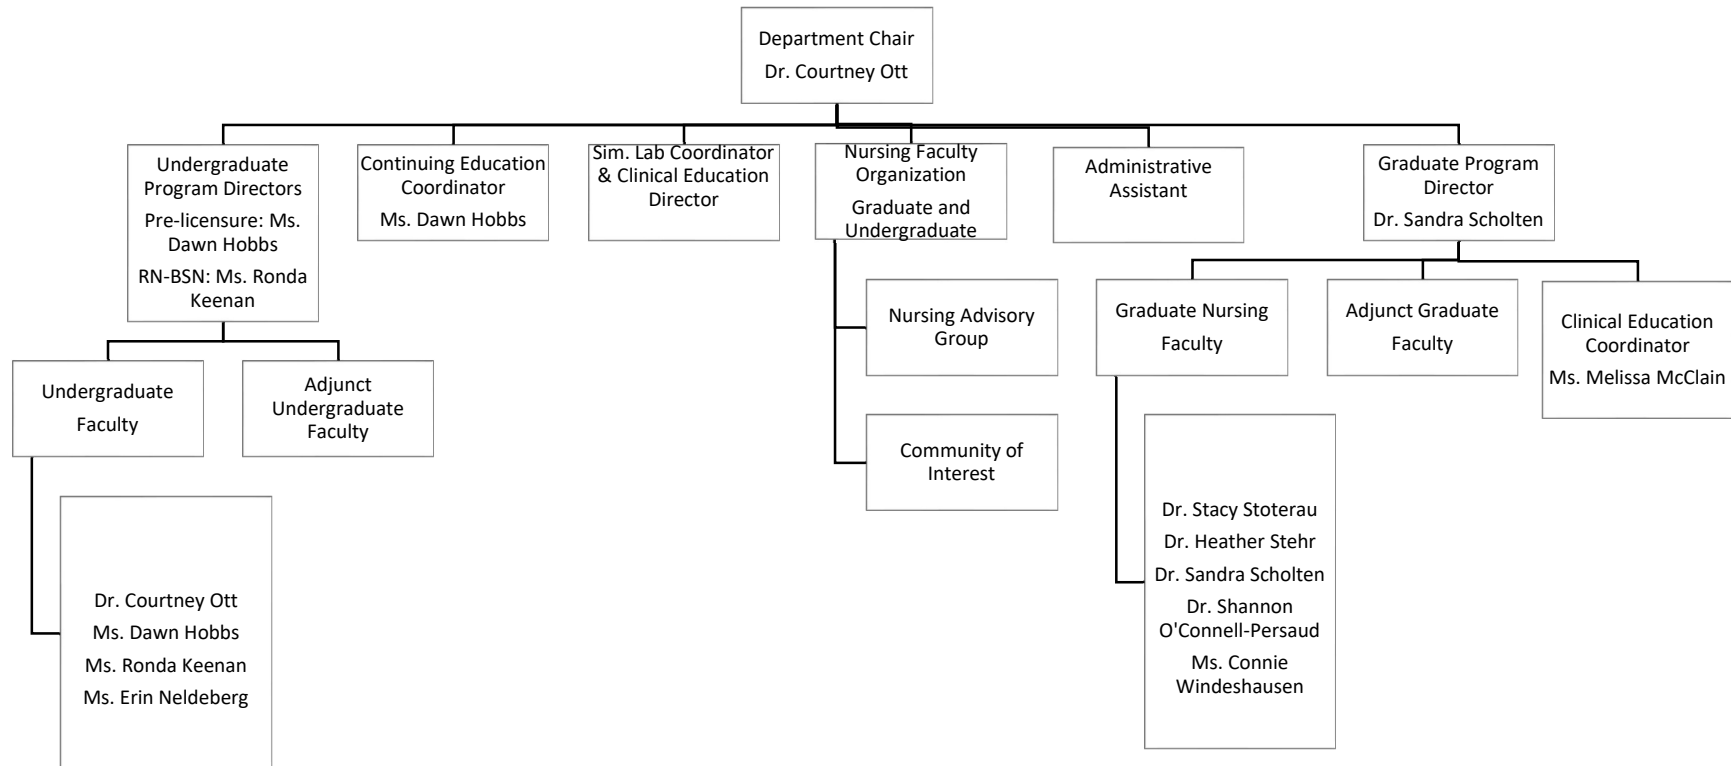 Department Chair
Dr. Courtney Ott
Undergraduate
Program Directors
Pre-licensure: Ms.
Dawn Hobbs
RN-BSN: Ms. Ronda
Keenan
Continuing Education
Coordinator
Ms. Dawn Hobbs
Sim. Lab Coordinator
& Clinical Education
Director
Nursing Faculty
Organization
Graduate and
Undergraduate
Administrative
Assistant
Graduate Program
Director
Dr. Sandra Scholten
Undergraduate
Faculty
Adjunct
Undergraduate
Faculty
Nursing Advisory
Group
Community of
Interest
Graduate Nursing
Faculty
Adjunct Graduate
Faculty
Clinical Education
Coordinator
Ms. Melissa McClain
Dr. Courtney Ott
Ms. Dawn Hobbs
Ms. Ronda Keenan
Ms. Erin Neldeberg
Dr. Stacy Stoterau
Dr. Heather Stehr
Dr. Sandra Scholten
Dr. Shannon
O'Connell-Persaud
Ms. Connie
Windeshausen